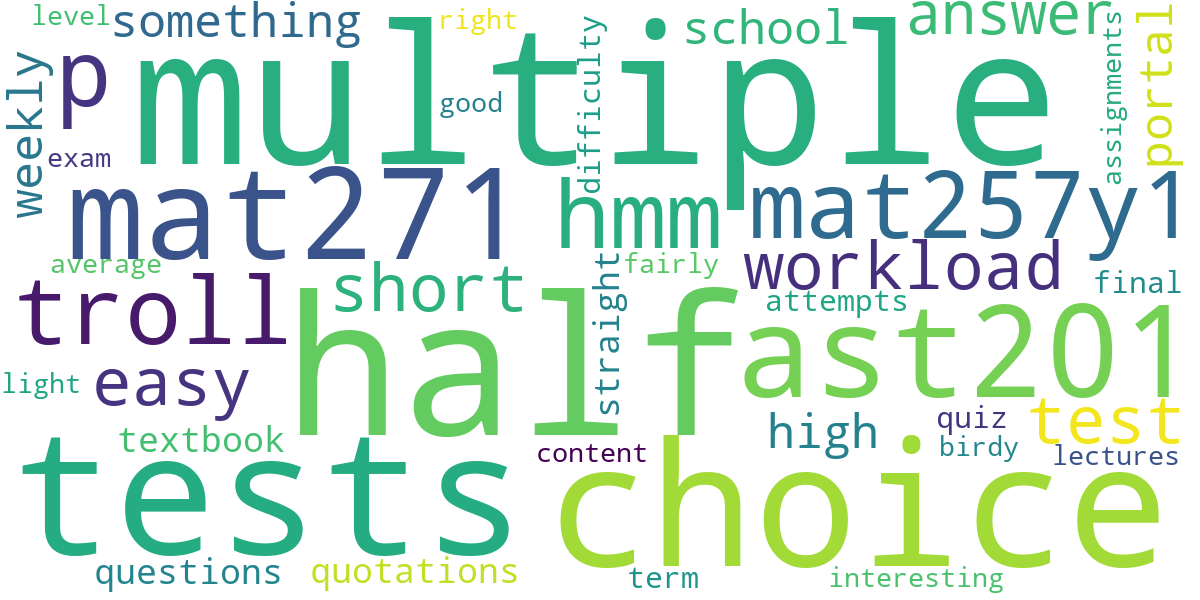 level
something
right
school
answer
p
multiple
difficulty
assignments
portal
weekly
good
exam
mat271
hmm
mat257y1
average
troll
short
half
straight
fairly
workload
final
attempts
ast201
light
easy
textbook
tests
content
high
quiz
birdy
test
lectures
choice
questions
quotations
term
interesting